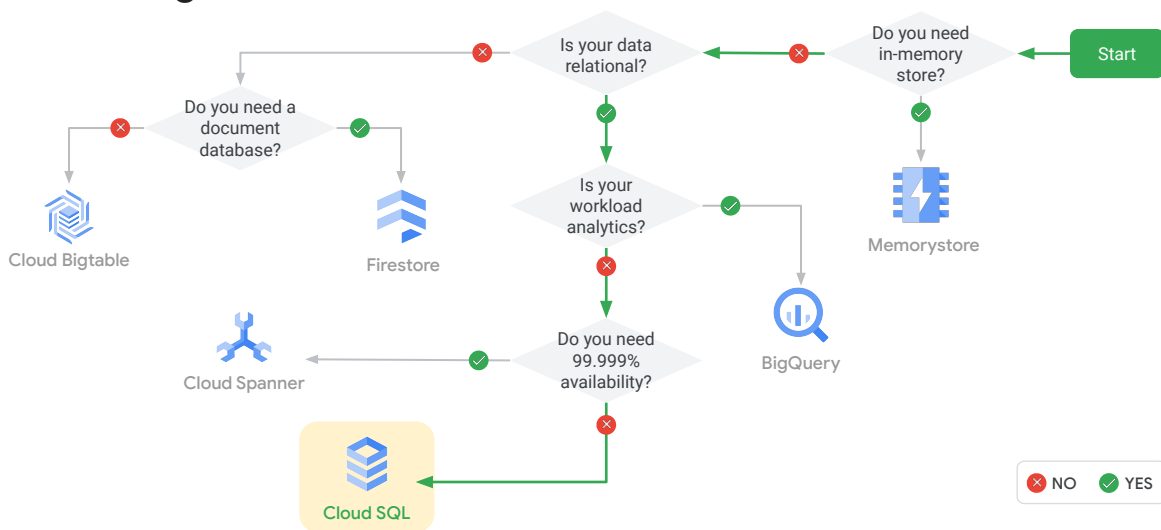 Is your data
relational?
Do you need
in-memory
store?
Start
Do you need a
document
database?
Is your
workload
analytics?
Memorystore
Cloud Bigtable
Firestore
Do you need
99.999%
availability?
BigQuery
Cloud Spanner
Cloud SQL
NO
YES